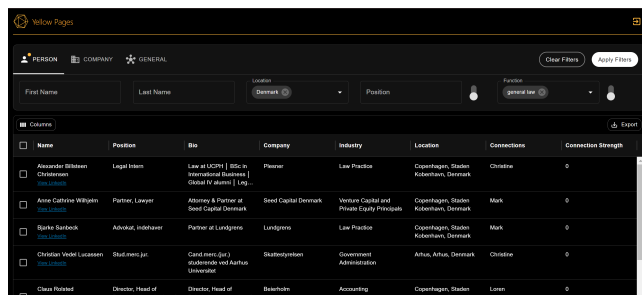 Yellow Pages
PERSON COMPANY GENERAL Clear Filters Apply Filters
Location Function
First Name Last Name Denmark Position general law
Columns Export
Name Position Bio Company Industry Location Connections Connection Strength
Alexander Billsteen Legal Intern Law at UCPH | BSc in Plesner Law Practice Copenhagen, Staden Christine 0
Christensen International Business | Kobenhavn, Denmark
View LinkedIn Global IV alumni | Leg...
Anne Cathrine Wilhjelm Partner, Lawyer Attorney & Partner at Seed Capital Denmark Venture Capital and Copenhagen, Staden Mark 0
View LinkedIn Seed Capital Denmark Private Equity Principals Kobenhavn, Denmark
Bjarke Sanbeck Advokat, indehaver Partner at Lundgrens Lundgrens Law Practice Copenhagen, Staden Mark 0
View LinkedIn Kobenhavn, Denmark
Christian Vedel Lucassen Stud.merc.jur. Cand.merc.(jur.) Skattestyrelsen Government Arhus, Arhus, Denmark Christine 0
View LinkedIn studerende ved Aarhus Administration
Universitet
Claus Rolsted Director, Head of Director, Head of Beierholm Accounting Copenhagen, Staden Loren 0